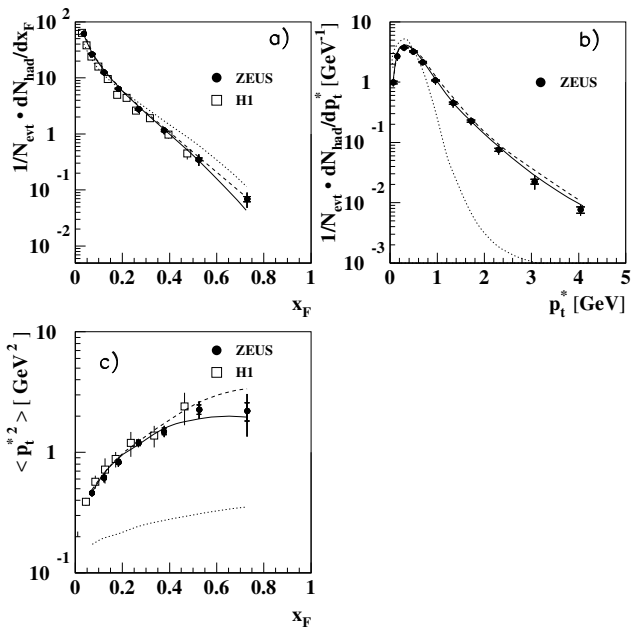 1/N_evt • dN_had/dx_F
10^2
10
1
10^-1
10^-2
0 0.2 0.4 0.6 0.8 1
x_F
a)
ZEUS
H1
1/N_evt • dN_had/dp_t^* [GeV^-1]
10
1
10^-1
10^-2
10^-3
0 1 2 3 4 5
p_t^* [GeV]
b)
ZEUS
< p_t^*2 > [ GeV^2 ]
10
1
10^-1
0 0.2 0.4 0.6 0.8 1
x_F
c)
ZEUS
H1